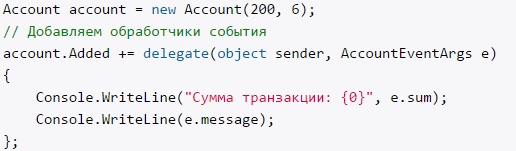 Account account = new Account(200, 6);
// Добавляем обработчики события
account.Added += delegate(object sender, AccountEventArgs e)
{
    Console.WriteLine("Сумма транзакции: {0}", e.sum);
    Console.WriteLine(e.message);
};